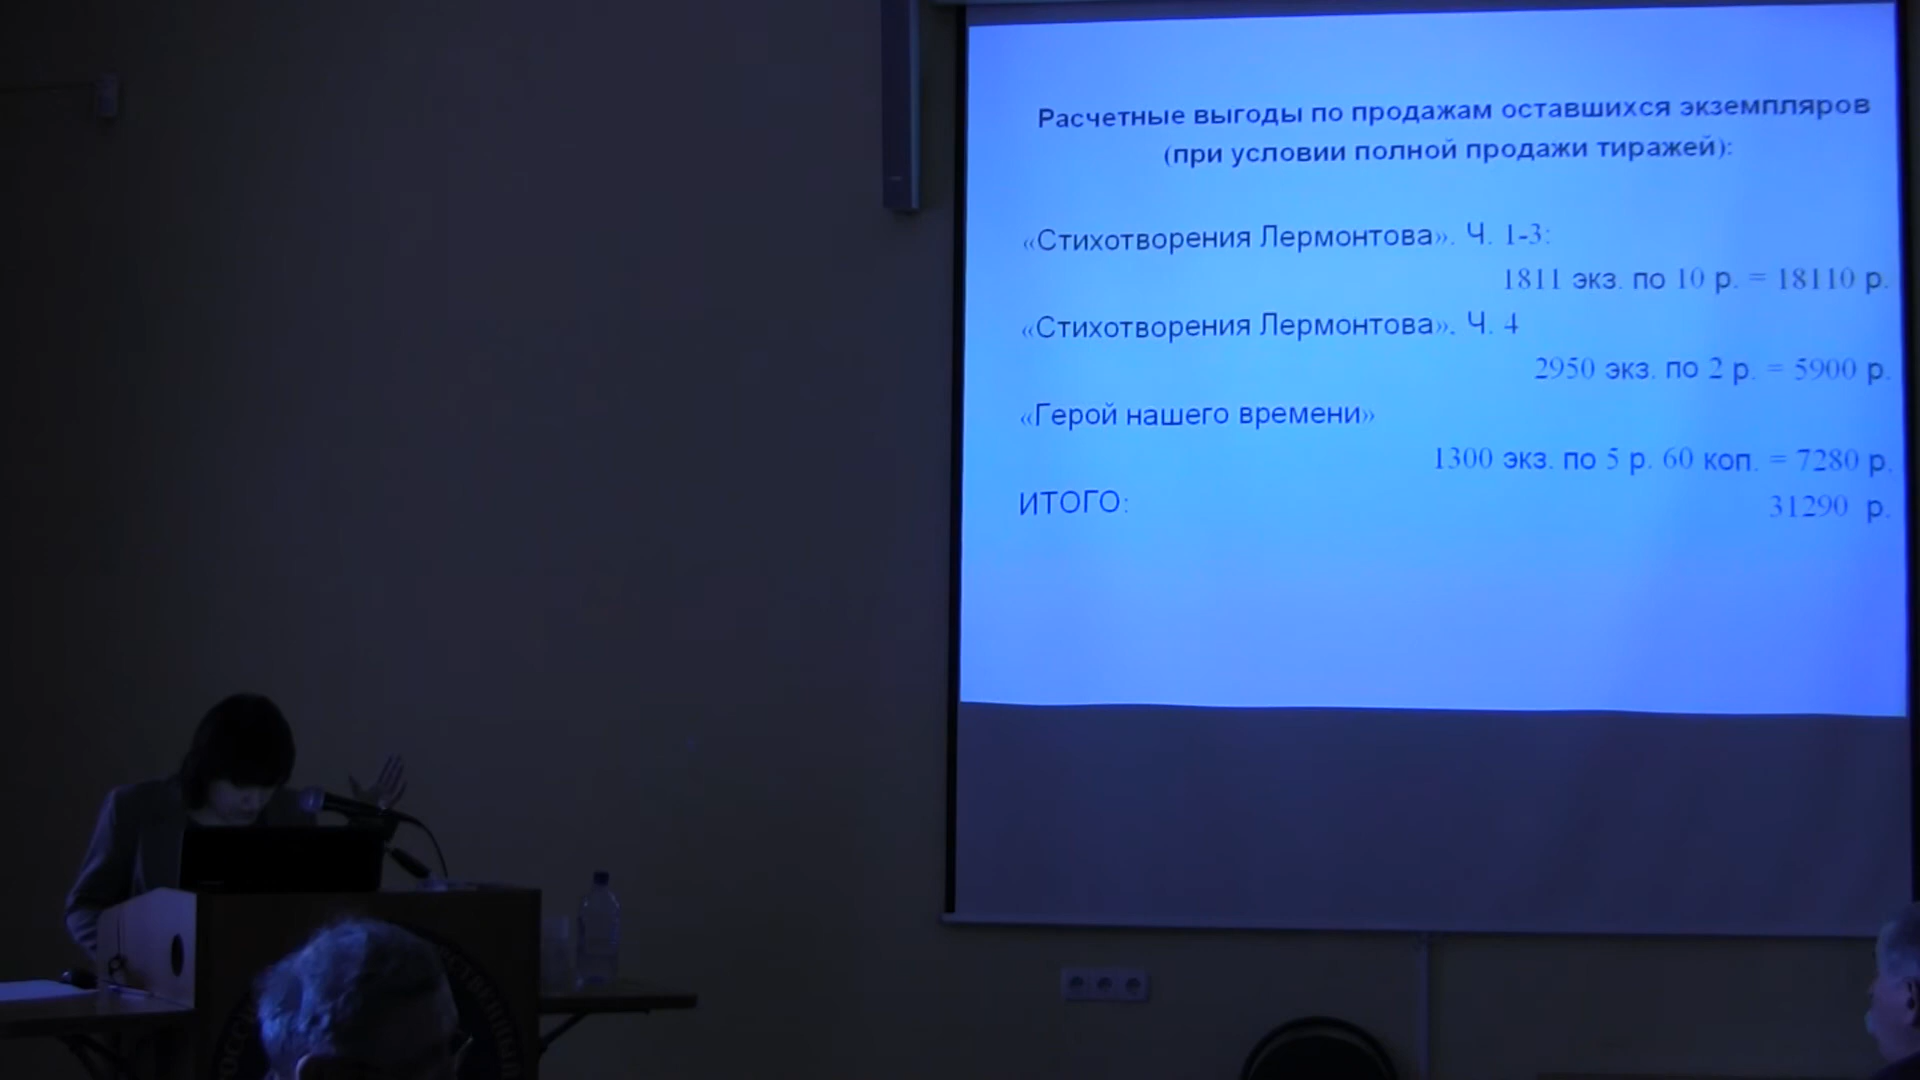 Расчетные выгоды по продажам оставшихся экземпляров
(при условии полной продажи тиражей):
«Стихотворения Лермонтова». Ч. 1-3:
1811 экз. по 10 р. = 18110 р.
«Стихотворения Лермонтова». Ч. 4
2950 экз. по 2 р. = 5900 р.
«Герой нашего времени»
1300 экз. по 5 р. 60 коп. = 7280 р.
ИТОГО: 31290 р.